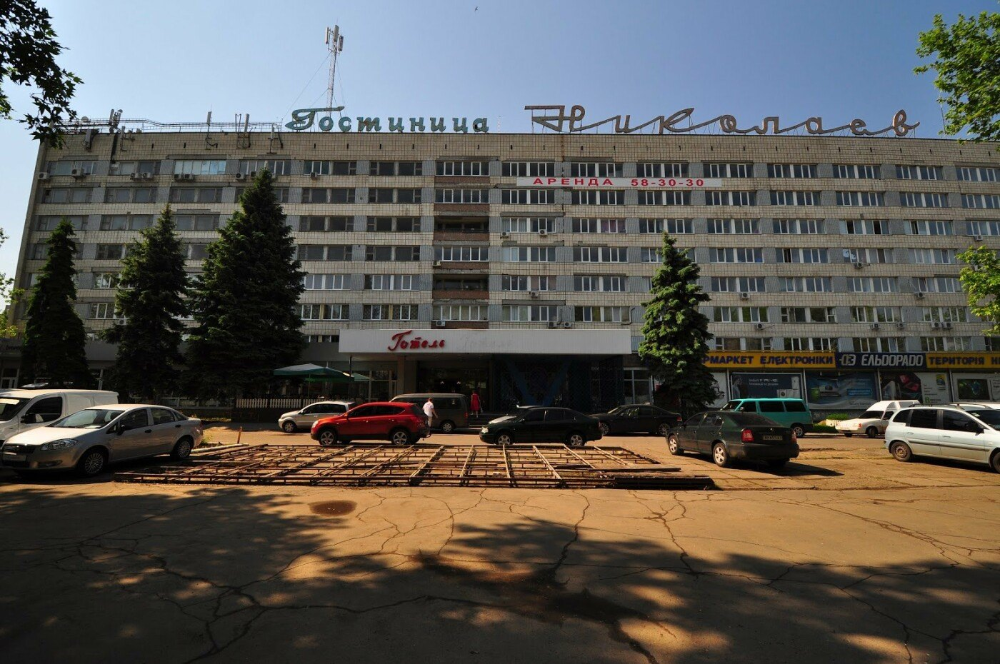 Гостиница Николаев
АРЕНДА 58-30-30
Готель
МАРКЕТ ЕЛЕКТРОНІКИ ЕЛЬДОРАДО ТЕРИТОРІЯ